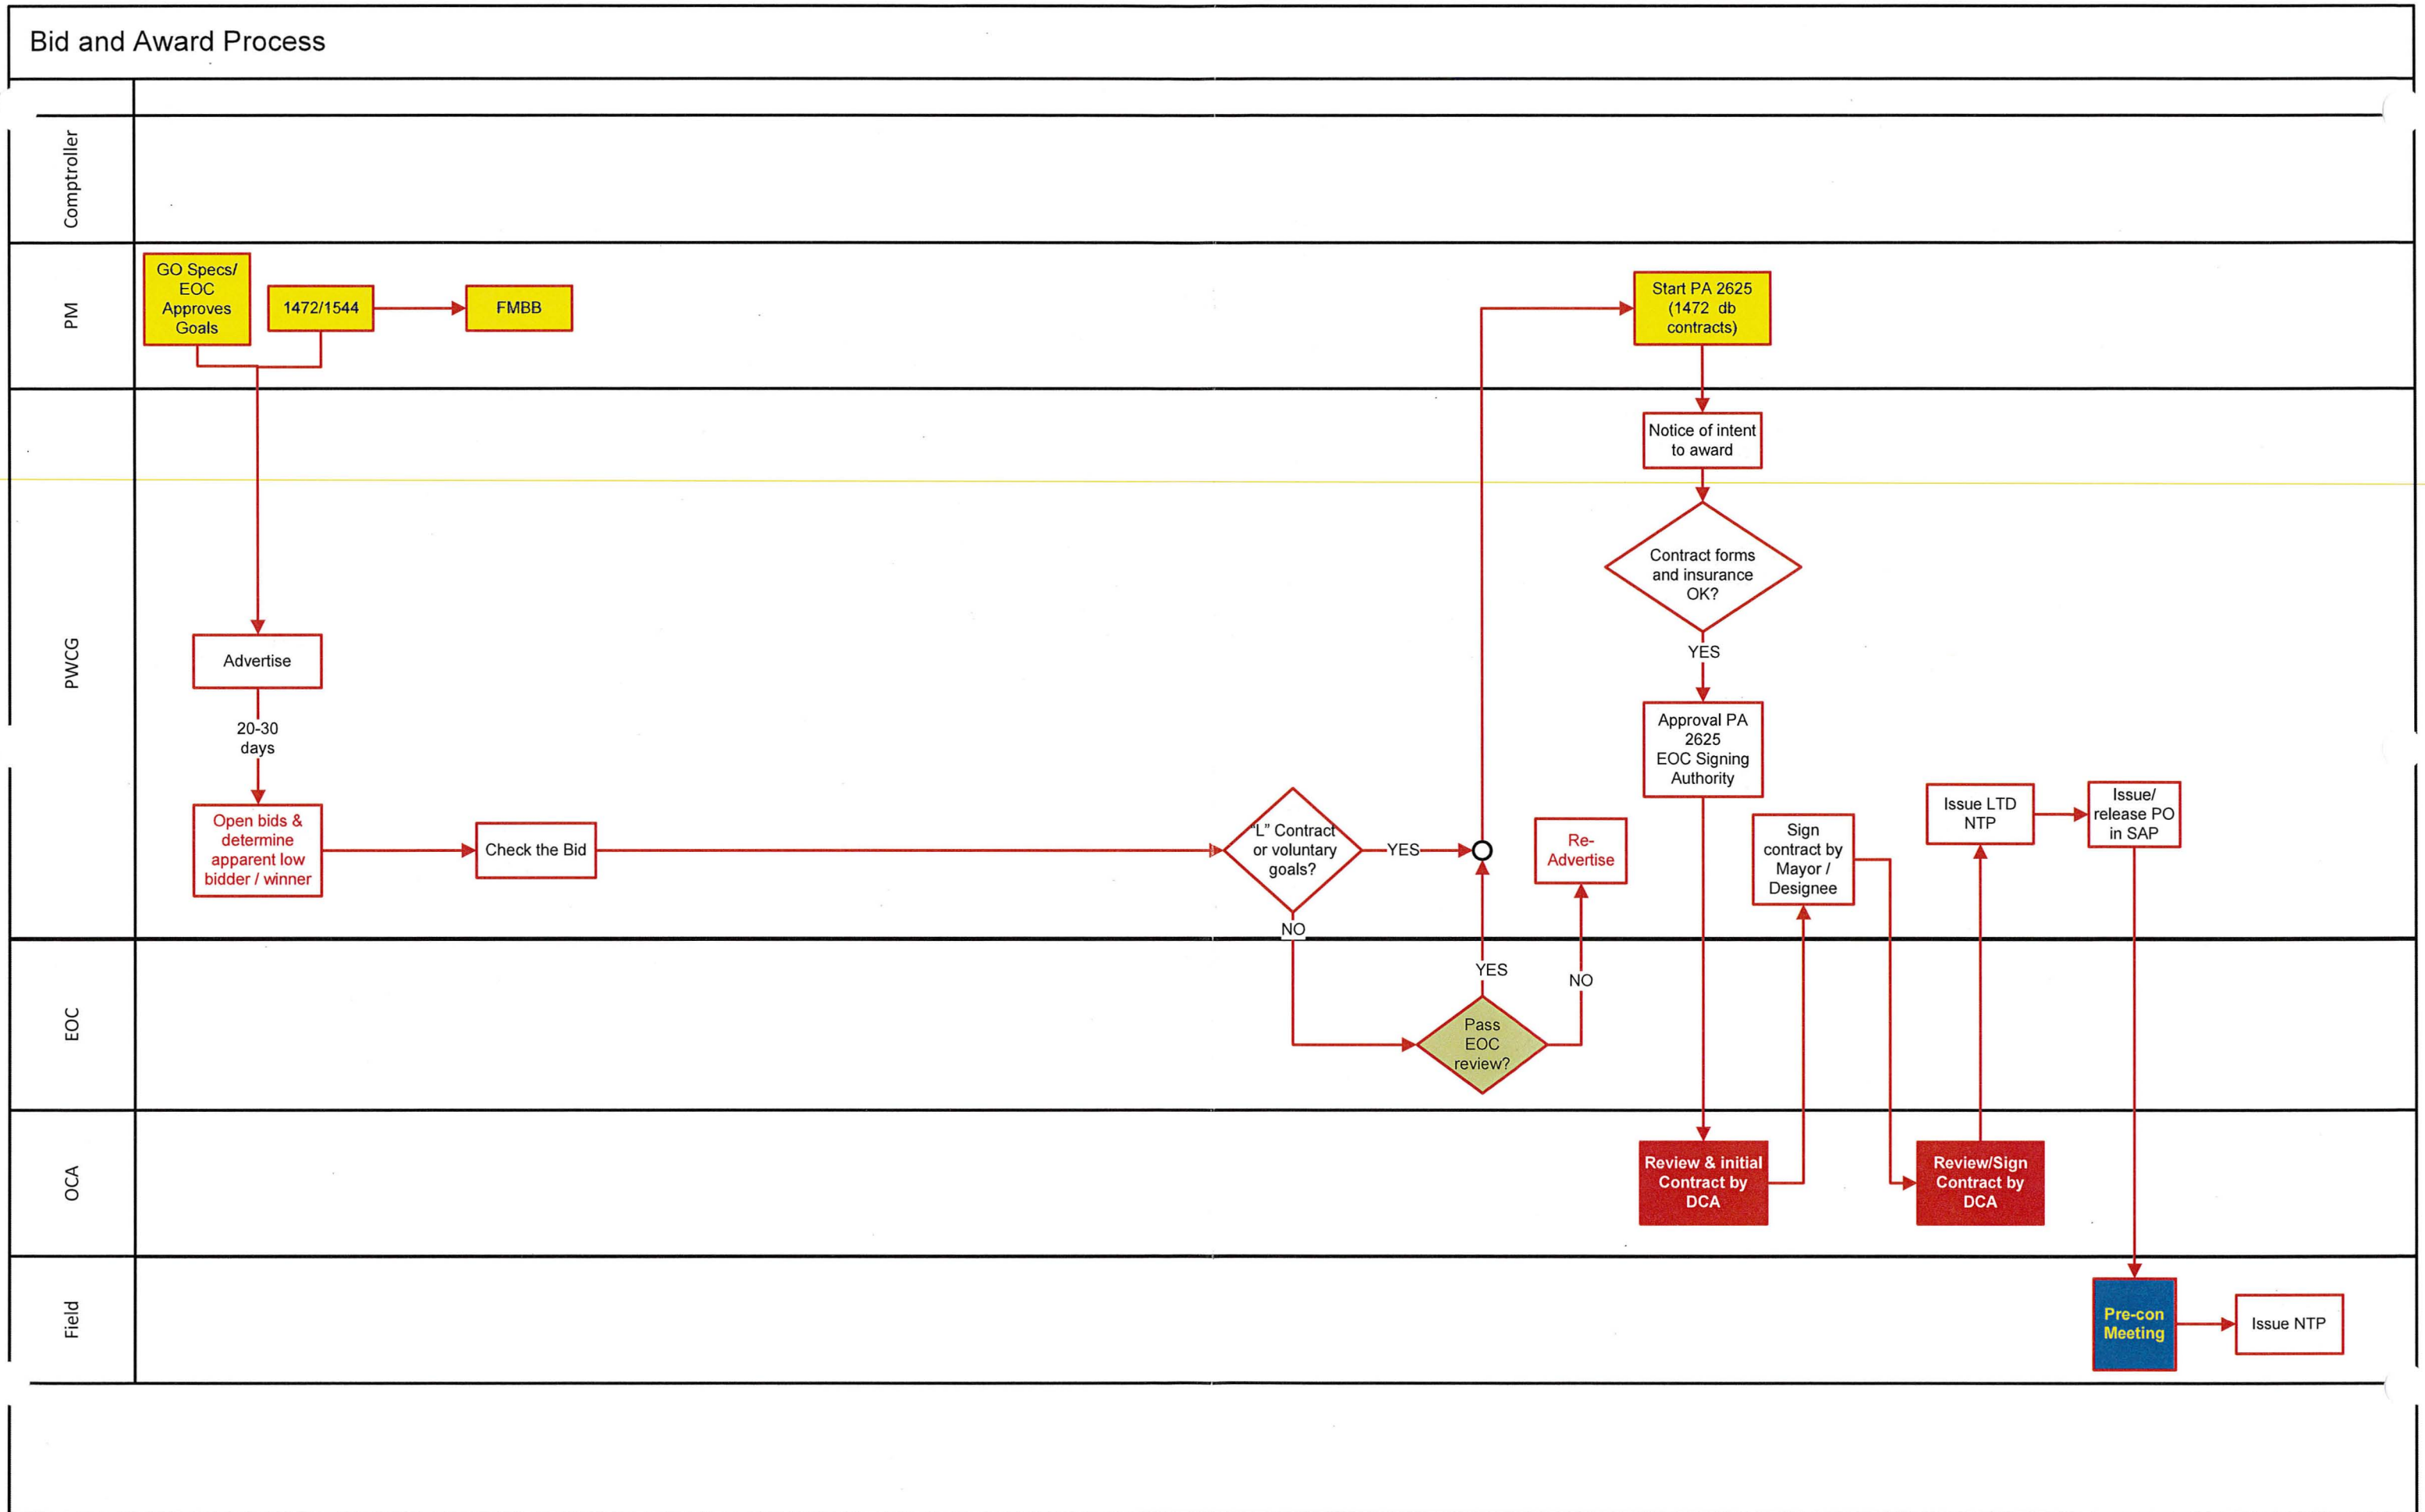 Bid and Award Process
Comptroller
PM
GO Specs/
EOC
Approves
Goals
1472/1544
FMBB
Start PA 2625
(1472 db
contracts)
PWCG
Notice of intent
to award
Contract forms
and insurance
OK?
YES
Advertise
20-30
days
Approval PA
2625
EOC Signing
Authority
Open bids &
determine
apparent low
bidder / winner
Check the Bid
"L” Contract
or voluntary
goals?
YES
NO
Re-
Advertise
Sign
contract by
Mayor /
Designee
Issue LTD
NTP
Issue/
release PO
in SAP
EOC
YES
NO
Pass
EOC
review?
OCA
Review & initial
Contract by
DCA
Review/Sign
Contract by
DCA
Field
Pre-con
Meeting
Issue NTP